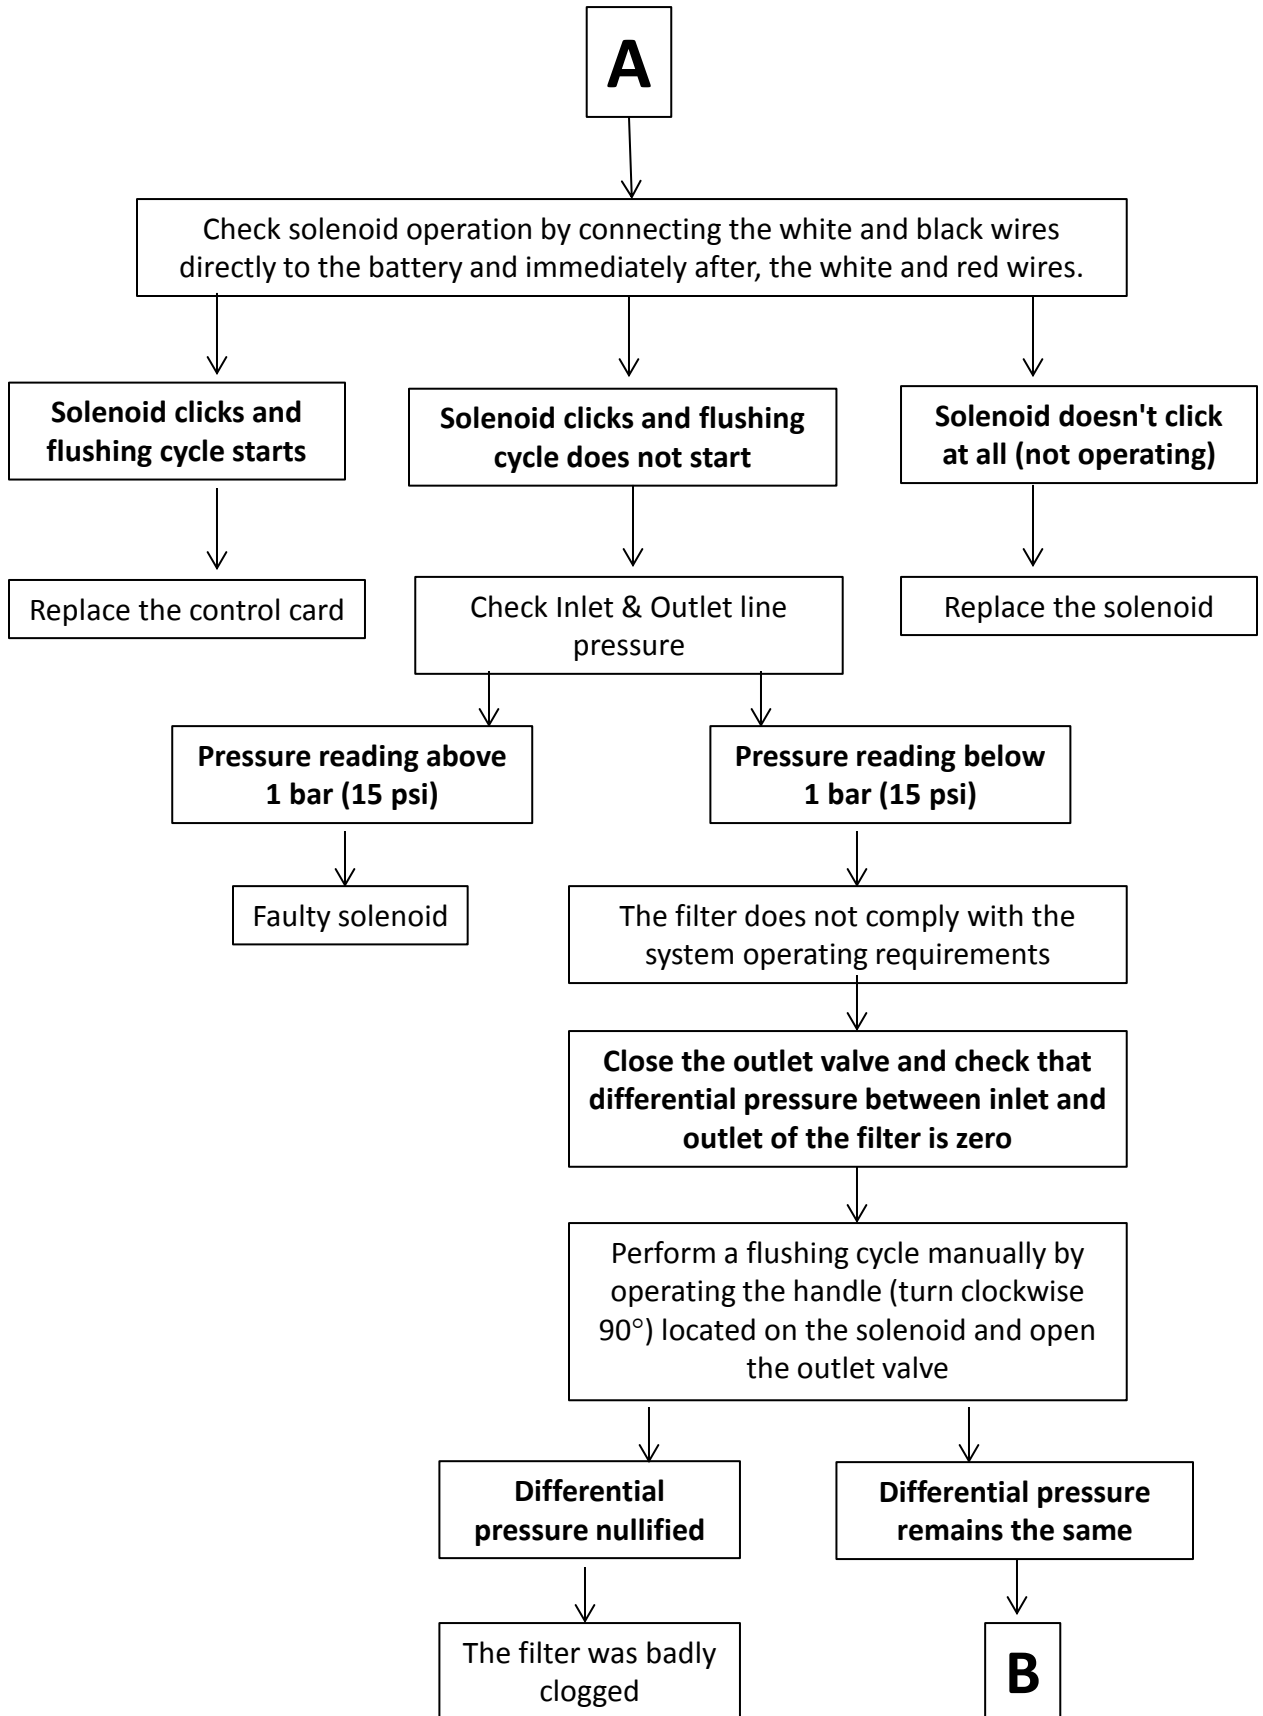 A
Check solenoid operation by connecting the white and black wires
directly to the battery and immediately after, the white and red wires.
Solenoid clicks and
flushing cycle starts
Solenoid clicks and flushing
cycle does not start
Solenoid doesn't click
at all (not operating)
Replace the control card
Check Inlet & Outlet line
pressure
Replace the solenoid
Pressure reading above
1 bar (15 psi)
Pressure reading below
1 bar (15 psi)
Faulty solenoid
The filter does not comply with the
system operating requirements
Close the outlet valve and check that
differential pressure between inlet and
outlet of the filter is zero
Perform a flushing cycle manually by
operating the handle (turn clockwise
90°) located on the solenoid and open
the outlet valve
Differential
pressure nullified
Differential pressure
remains the same
The filter was badly
clogged
B